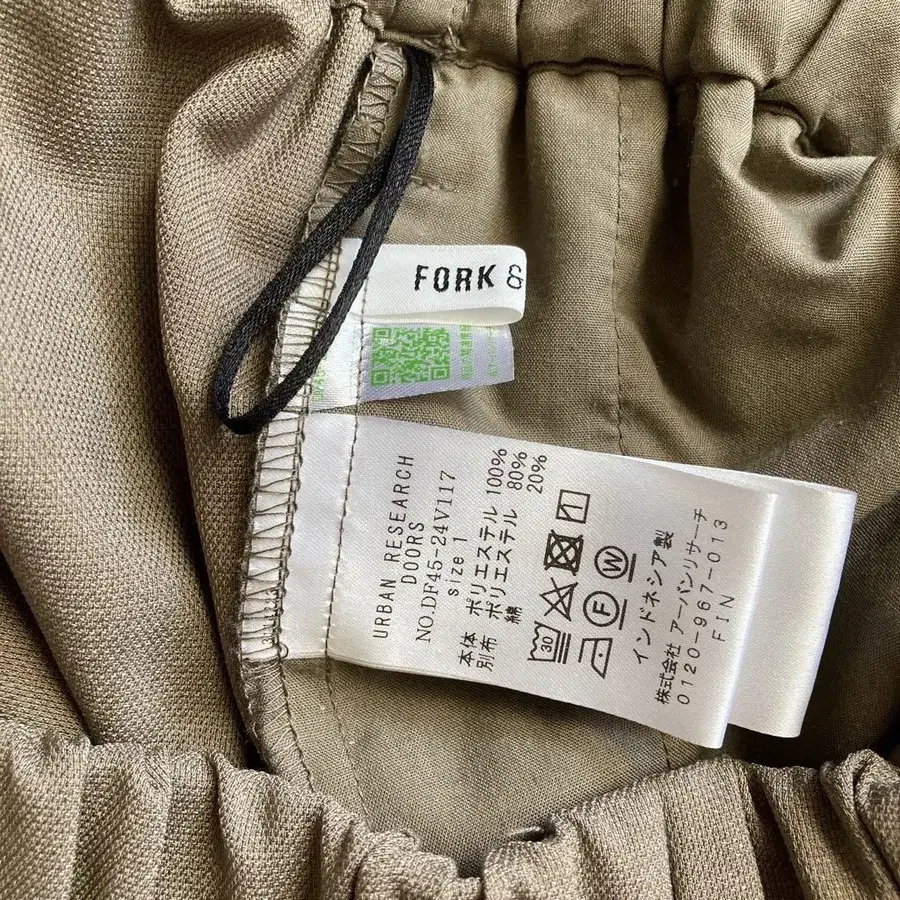 FORK &
URBAN RESEARCH
DOORS
NO.DF45-24V117
size 1
本体 ポリエステル 100%
別布 ポリエステル 80%
綿 20%
30
F
W
インドネシア製
株式会社 アーバンリサーチ
0120-967-013
FIN